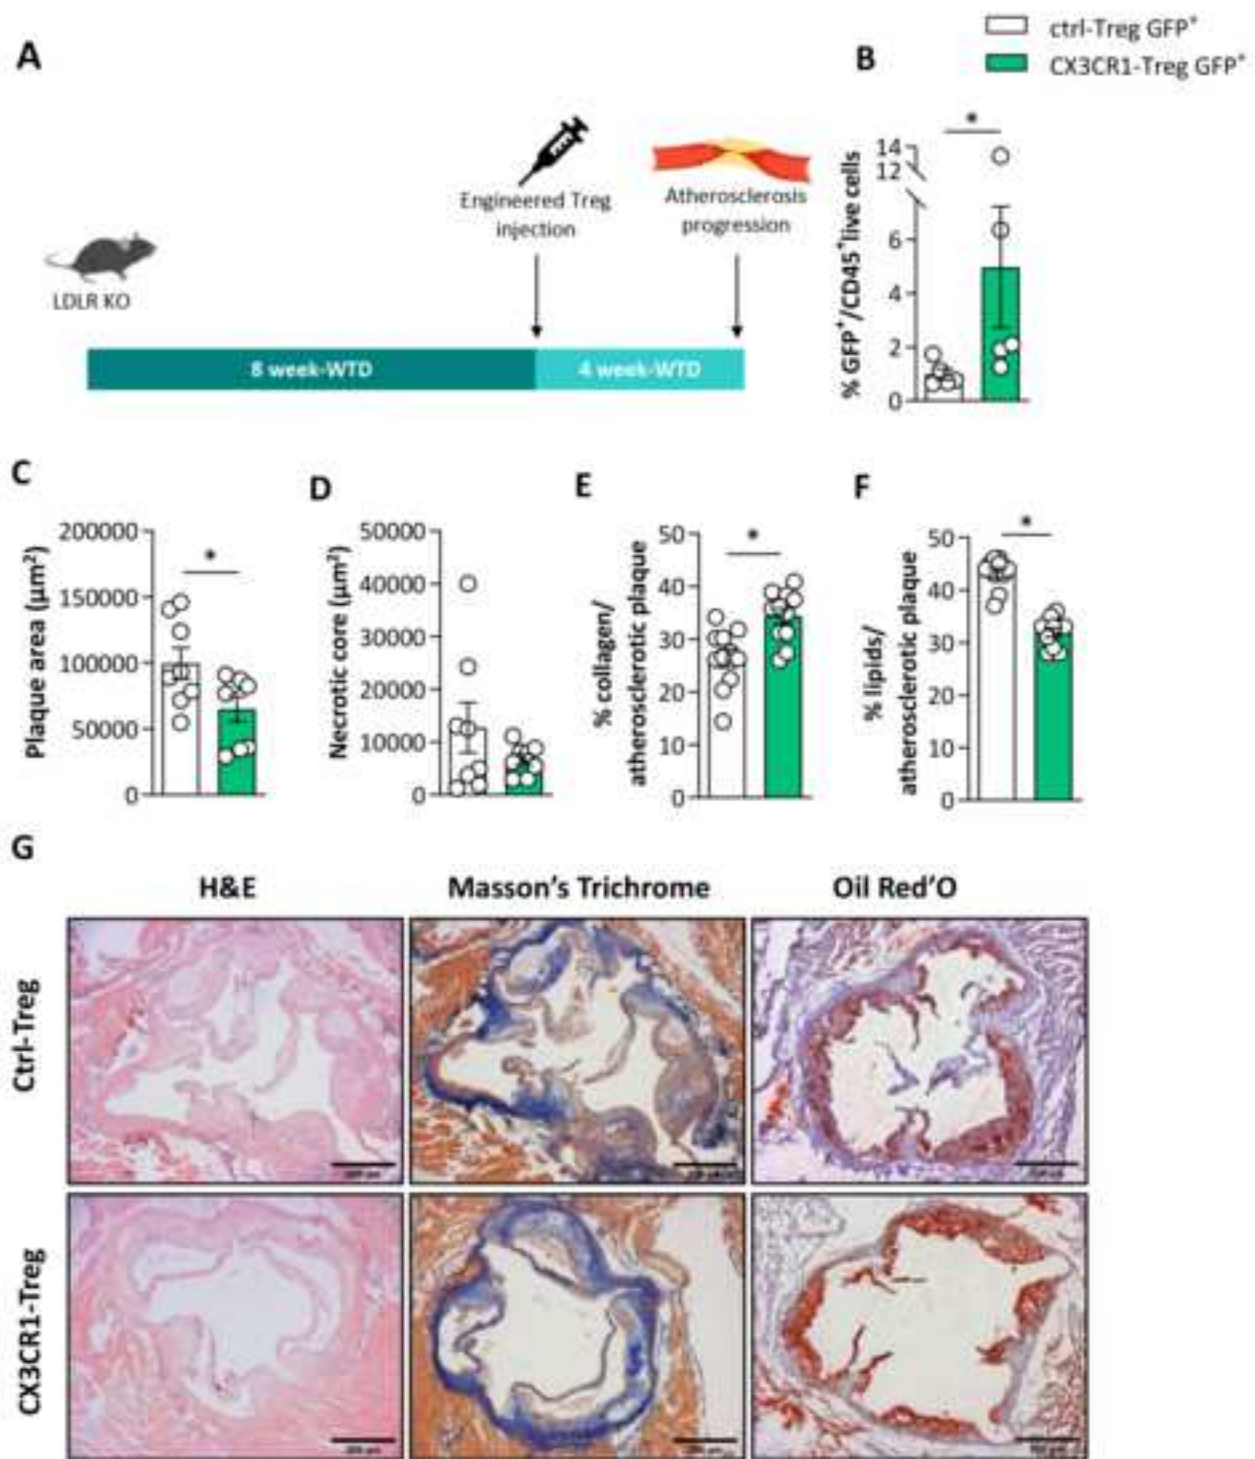 ctrl-Treg GFP⁺
CX3CR1-Treg GFP⁺
A
Engineered Treg
injection
Atherosclerosis
progression
LDLR KO
8 week-WTD
4 week-WTD
B
% GFP⁺/CD45⁺live cells
*
14
12
6
4
2
0
C
Plaque area (µm²)
*
200000
150000
100000
50000
0
D
Necrotic core (µm²)
50000
40000
30000
20000
10000
0
E
% collagen/
atherosclerotic plaque
*
50
40
30
20
10
0
F
% lipids/
atherosclerotic plaque
*
50
40
30
20
10
0
G
H&E
Masson's Trichrome
Oil Red'O
Ctrl-Treg
CX3CR1-Treg